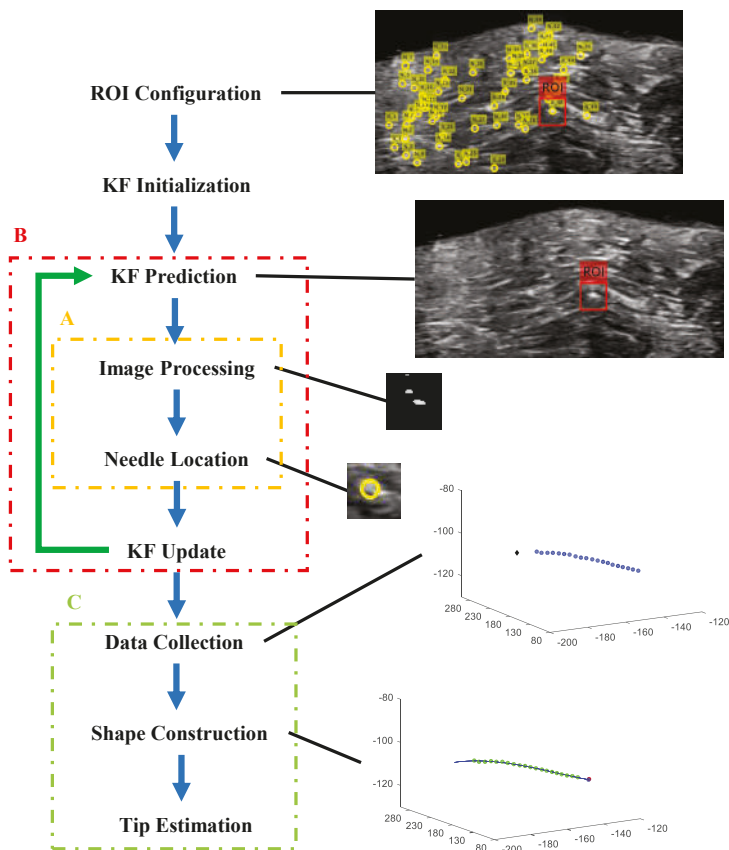 ROI Configuration
ROI
KF Initialization
B
KF Prediction
ROI
A
Image Processing
Needle Location
KF Update
-80
-100
-120
280
230
180
130
80
-200
-180
-160
-140
-120
C
Data Collection
Shape Construction
Tip Estimation
-80
-100
-120
280
230
180
130
80
-200
-180
-160
-140
-120